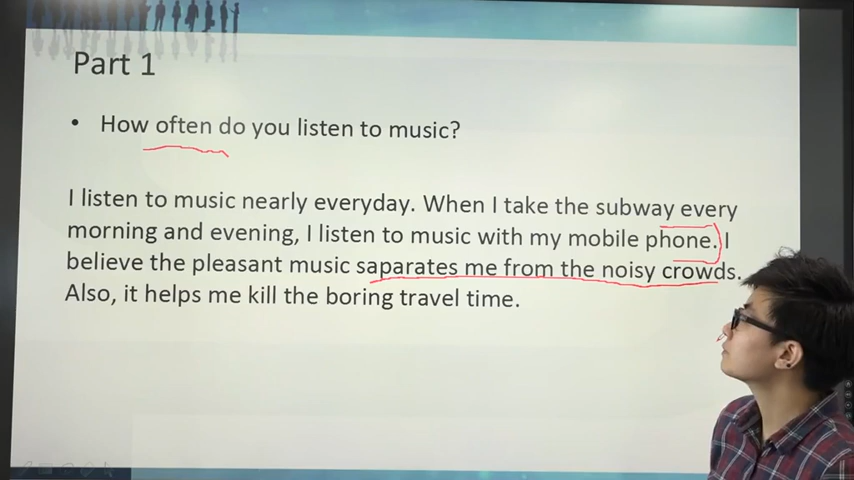 Part 1
• How often do you listen to music?
I listen to music nearly everyday. When I take the subway every
morning and evening, I listen to music with my mobile phone. I
believe the pleasant music saparates me from the noisy crowds.
Also, it helps me kill the boring travel time.